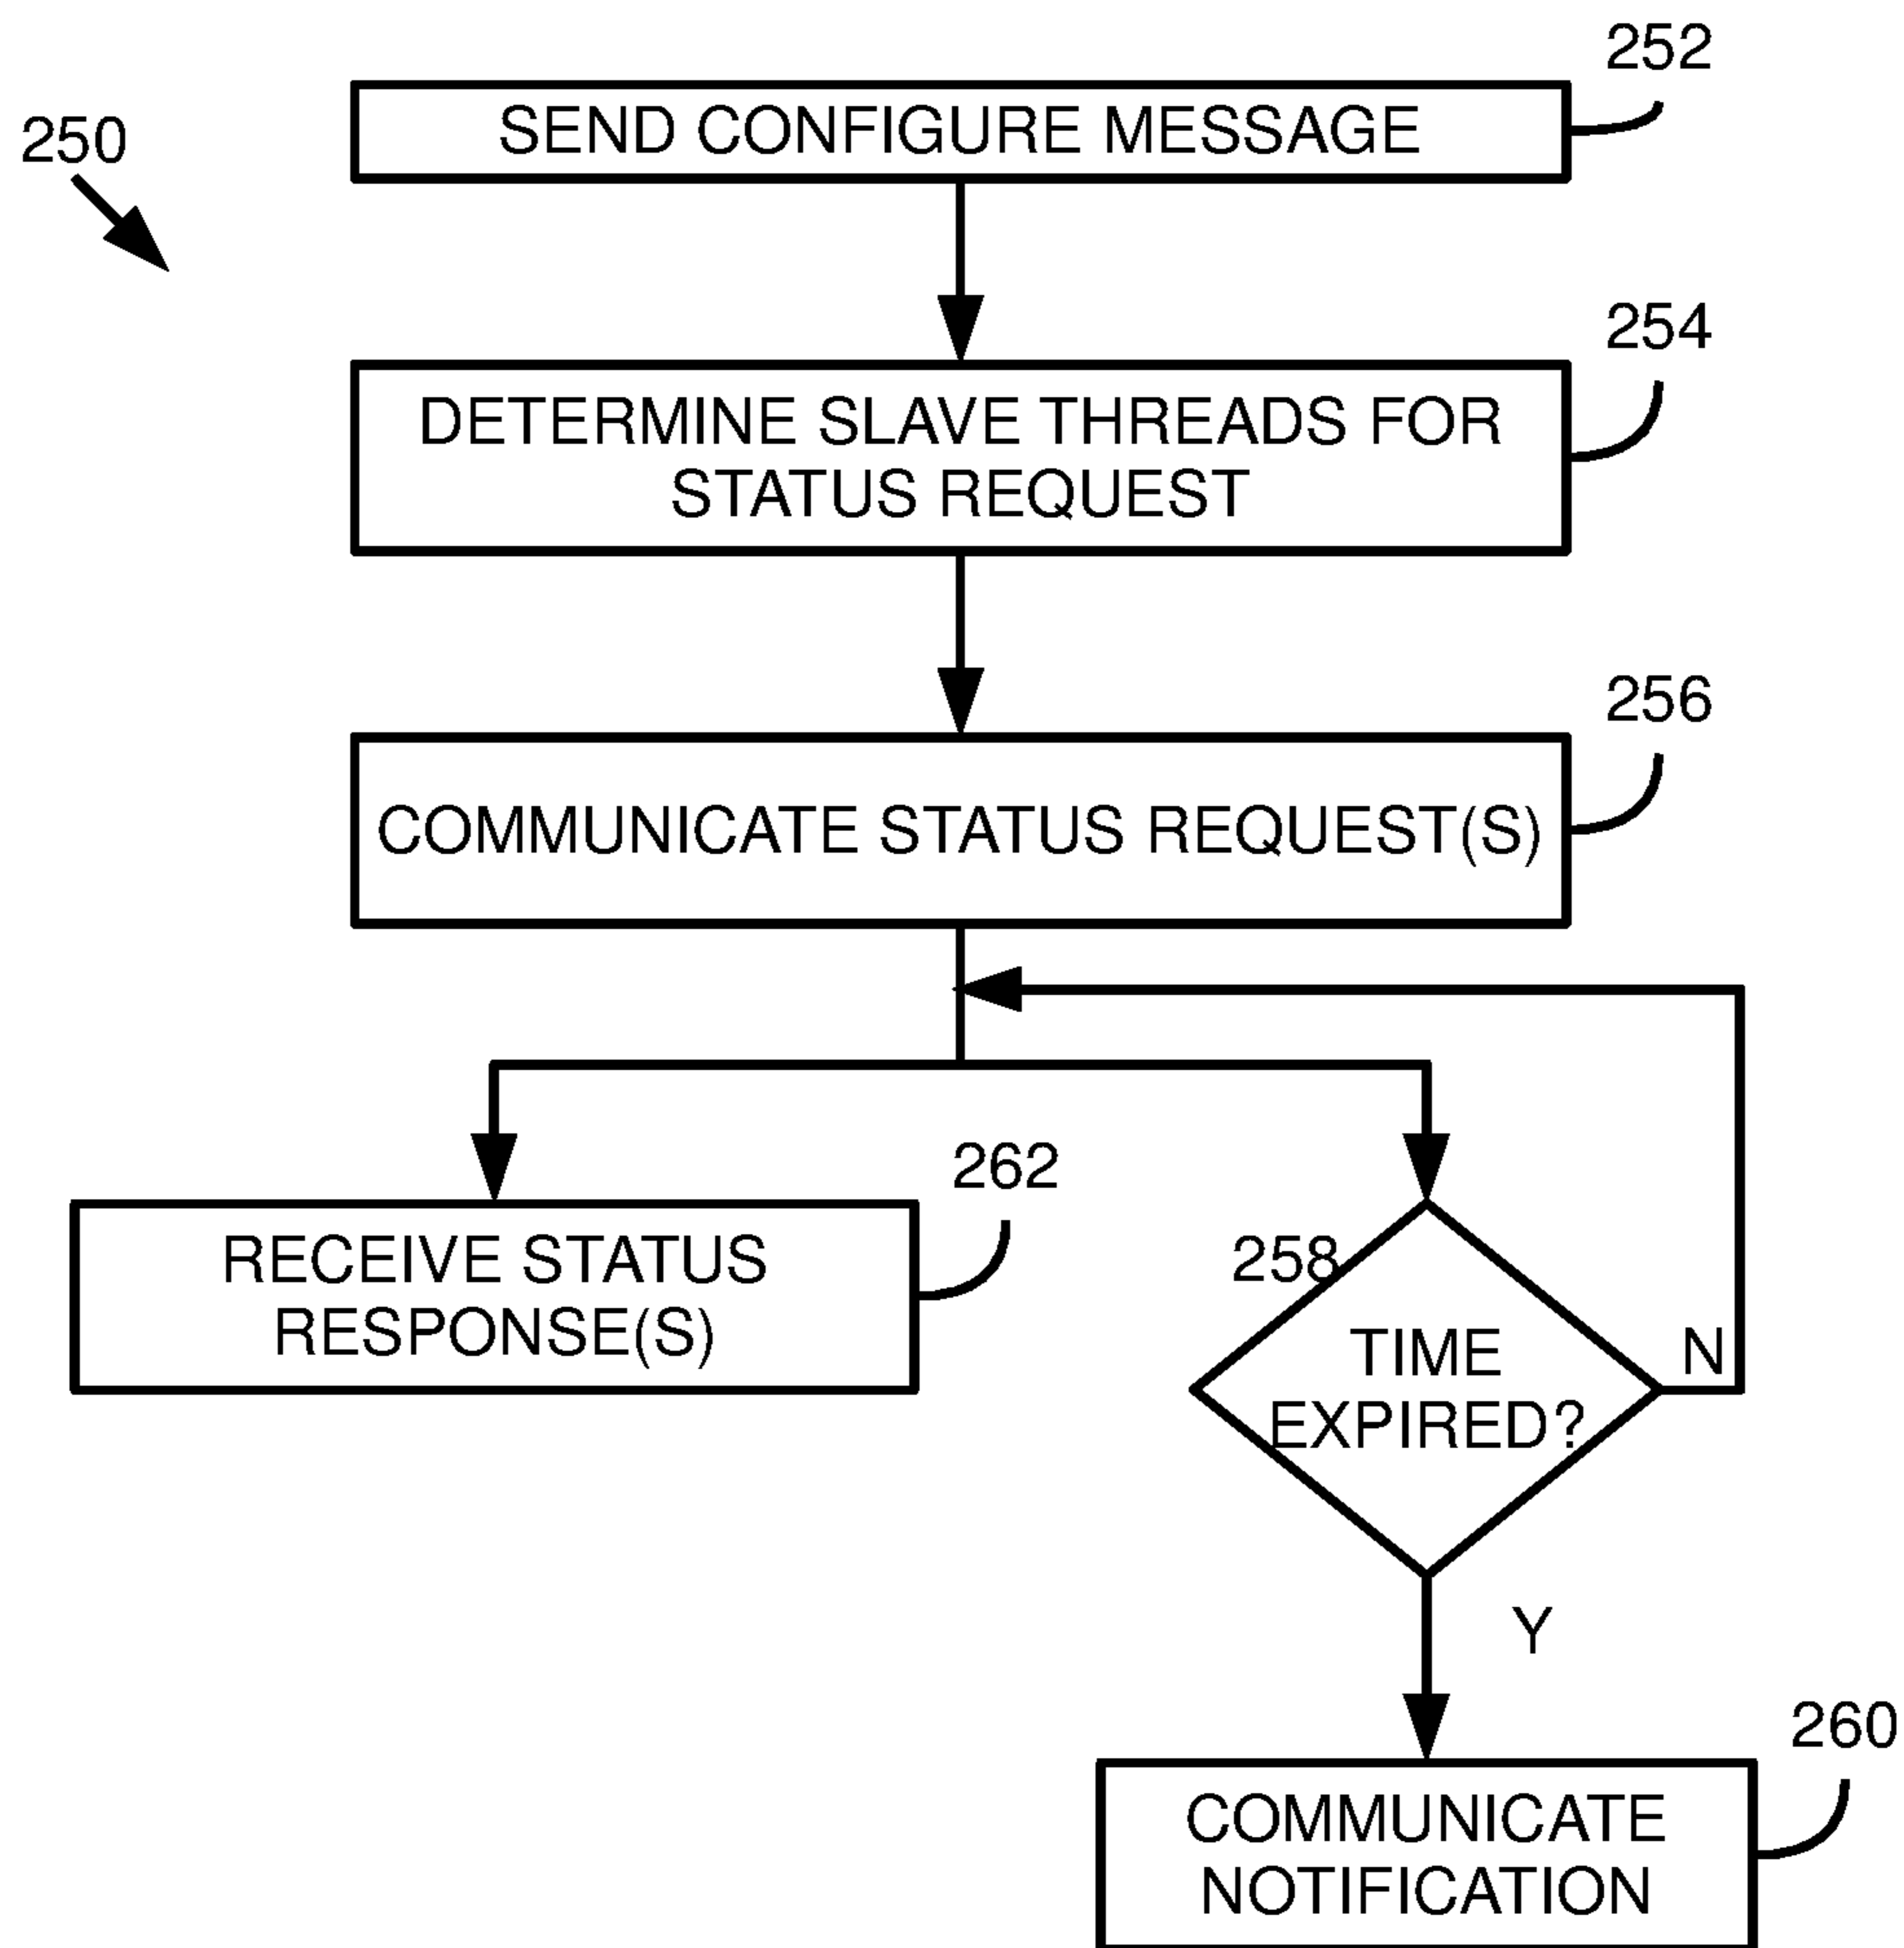 252
250
SEND CONFIGURE MESSAGE
254
DETERMINE SLAVE THREADS FOR
STATUS REQUEST
256
COMMUNICATE STATUS REQUEST(S)
262
RECEIVE STATUS
RESPONSE(S)
258
TIME
EXPIRED?
N
Y
260
COMMUNICATE
NOTIFICATION